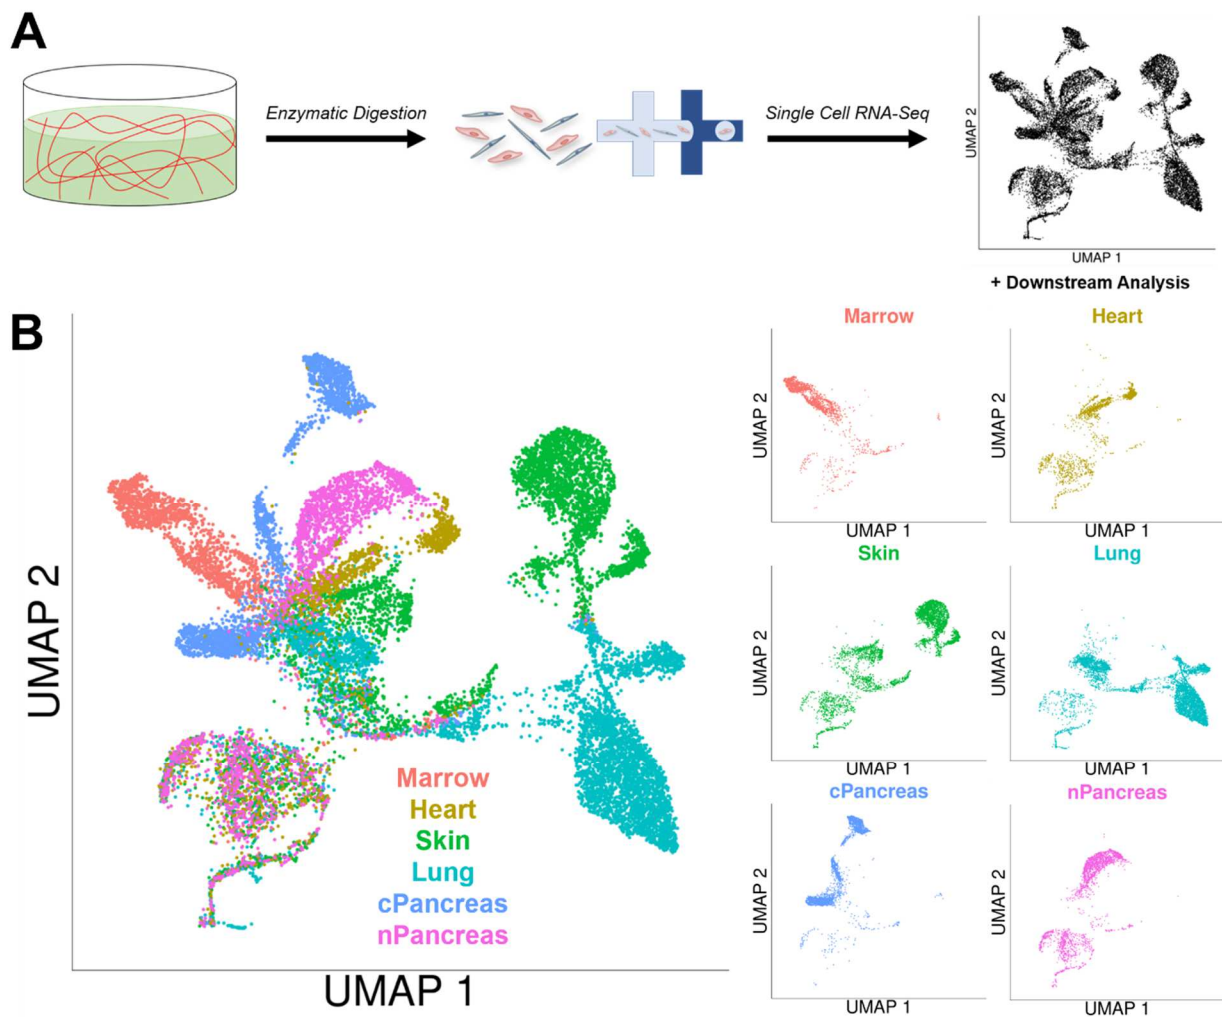 A
Enzymatic Digestion
Single Cell RNA-Seq
UMAP 2
UMAP 1
+ Downstream Analysis
B
UMAP 2
Marrow
Heart
Skin
Lung
cPancreas
nPancreas
UMAP 1
Marrow
UMAP 2
UMAP 1
Heart
UMAP 2
UMAP 1
Skin
UMAP 2
UMAP 1
Lung
UMAP 2
UMAP 1
cPancreas
UMAP 2
UMAP 1
nPancreas
UMAP 2
UMAP 1